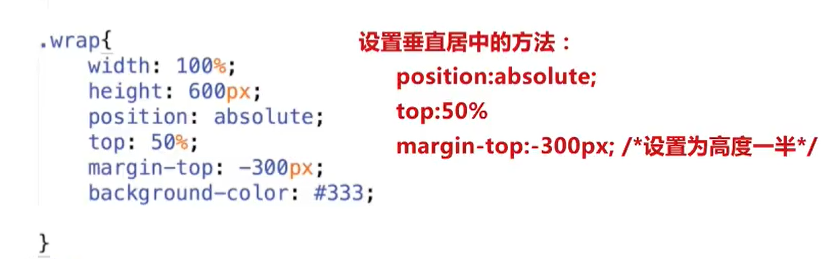 .wrap{
width: 100%;
height: 600px;
position: absolute;
top: 50%;
margin-top: -300px;
background-color: #333;
}
设置垂直居中的方法：
position:absolute;
top:50%
margin-top:-300px; /*设置为高度一半*/